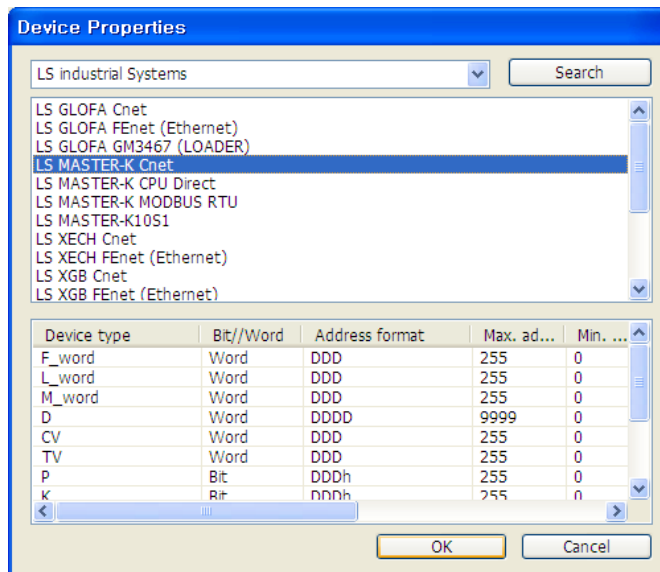 Device Properties
LS industrial Systems
Search
LS GLOFA Cnet
LS GLOFA FEnet (Ethernet)
LS GLOFA GM3467 (LOADER)
LS MASTER-K Cnet
LS MASTER-K CPU Direct
LS MASTER-K MODBUS RTU
LS MASTER-K10S1
LS XECH Cnet
LS XECH FEnet (Ethernet)
LS XGB Cnet
LS XGB FEnet (Ethernet)
Device type Bit//Word Address format Max. ad... Min. ...
F_word Word DDD 255 0
L_word Word DDD 255 0
M_word Word DDD 255 0
D Word DDDD 9999 0
CV Word DDD 255 0
TV Word DDD 255 0
P Bit DDDh 255 0
K Bit DDDh 255 0
OK Cancel